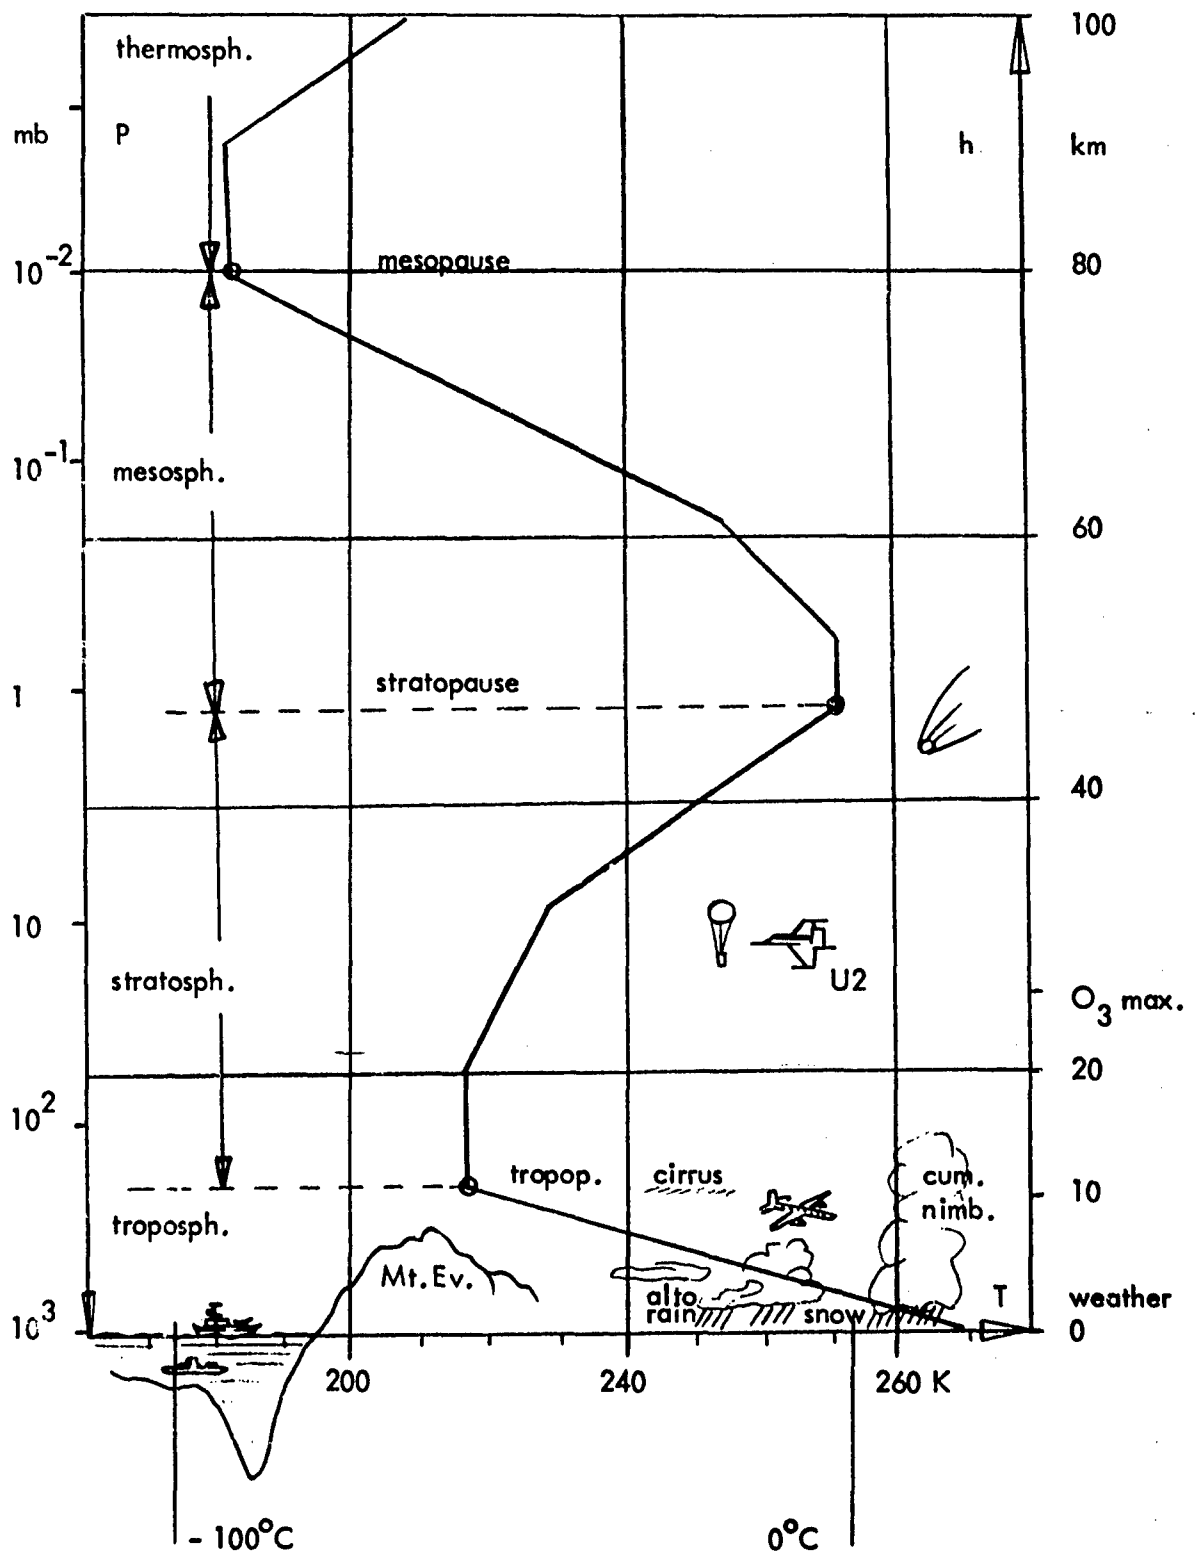 100
thermosph.
mb P h km
10-2 mesopause 80
10-1 mesosph.
60
1 stratopause
40
10
stratosph. U2 O3 max.
20
102
tropop. cirrus cum. 10
troposph. nimb.
Mt.Ev. alto T weather
103 rain snow 0
200 240 260 K
- 100°C 0°C